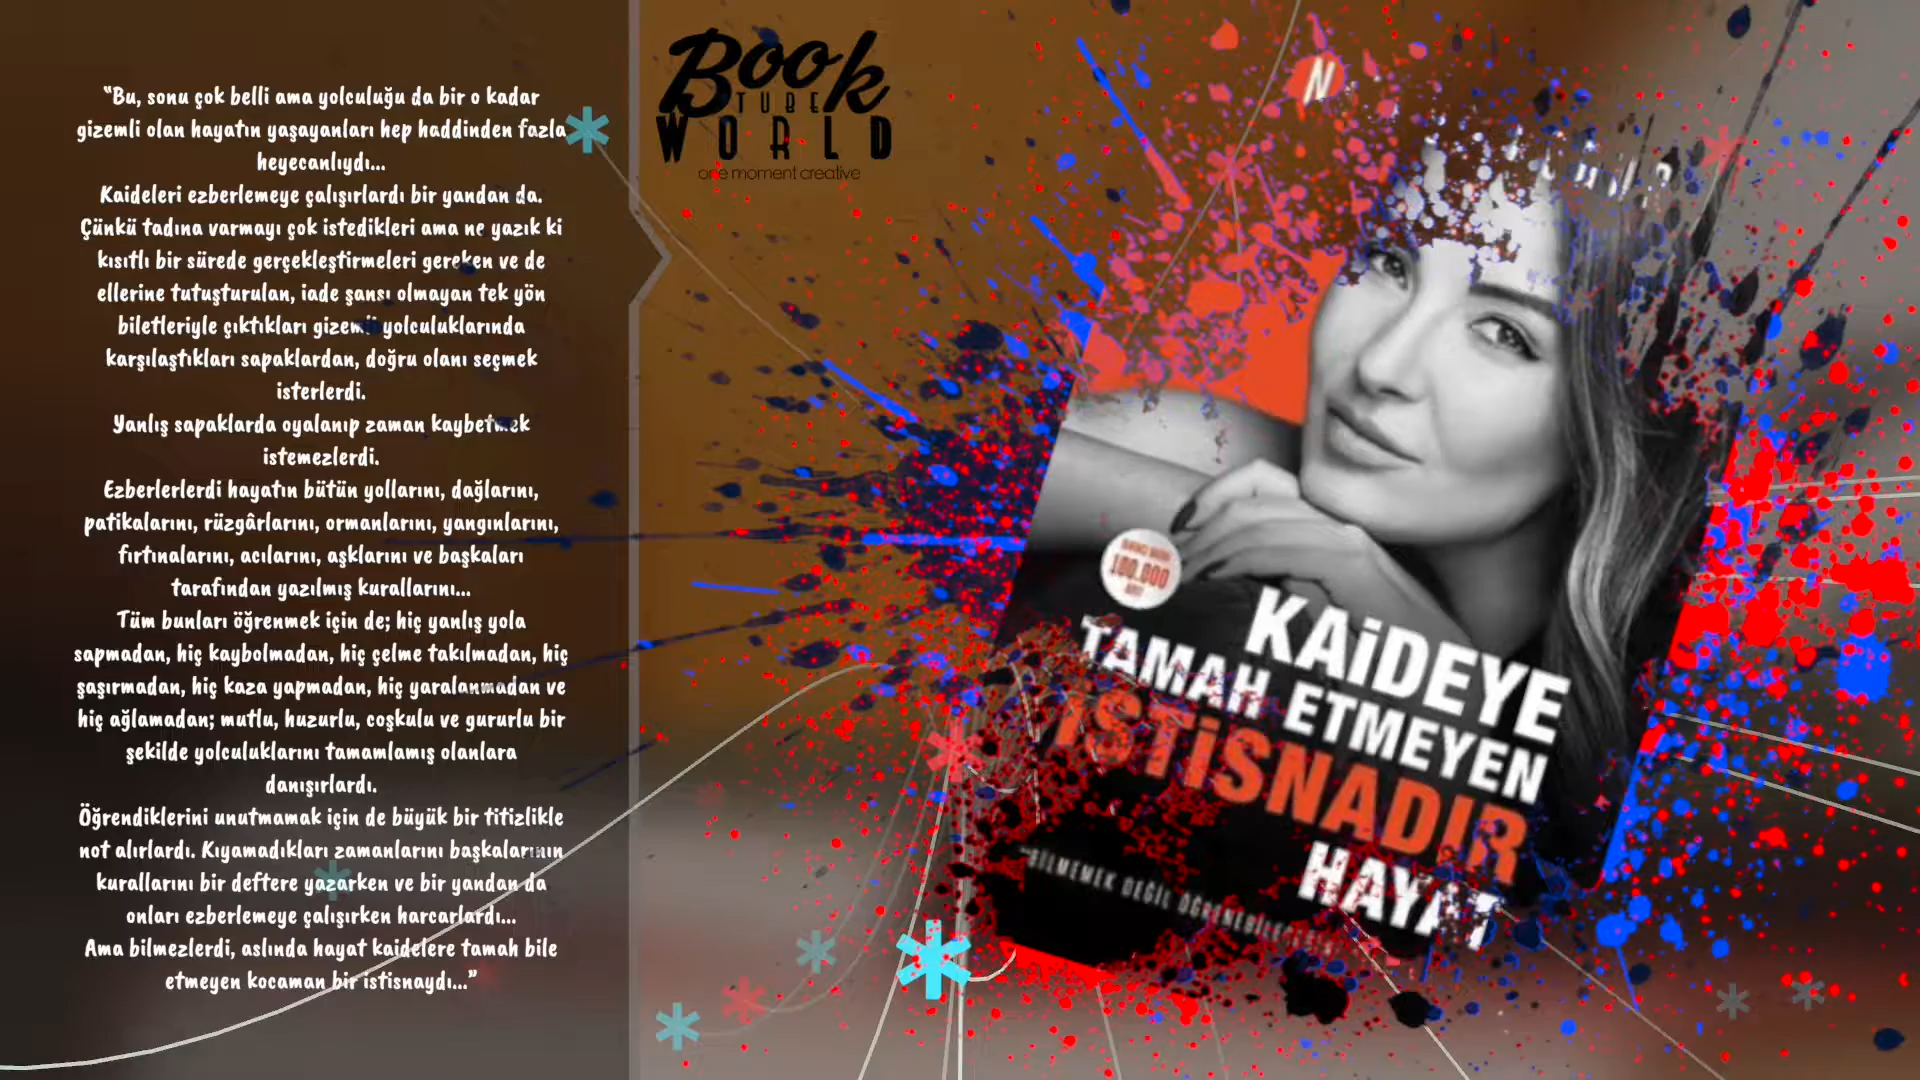 “Bu, sonu çok belli ama yolculuğu da bir o kadar
gizemli olan hayatın yaşayanları hep haddinden fazla
heyecanlıydı...
Kaideleri ezberlemeye çalışırlardı bir yandan da.
Çünkü tadına varmayı çok istedikleri ama ne yazık ki
kısıtlı bir sürede gerçekleştirmeleri gereken ve de
ellerine tutuşturulan, iade şansı olmayan tek yön
biletleriyle çıktıkları gizemli yolculuklarında
karşılaştıkları sapaklardan, doğru olanı seçmek
isterlerdi.
Yanlış sapaklarda oyalanıp zaman kaybetmek
istemezlerdi.
Ezberlerlerdi hayatın bütün yollarını, dağlarını,
patikalarını, rüzgârlarını, ormanlarını, yangınlarını,
fırtınalarını, acılarını, aşklarını ve başkaları
tarafından yazılmış kurallarını...
Tüm bunları öğrenmek için de; hiç yanlış yola
sapmadan, hiç kaybolmadan, hiç çelme takılmadan, hiç
şaşırmadan, hiç kaza yapmadan, hiç yaralanmadan ve
hiç ağlamadan; mutlu, huzurlu, coşkulu ve gururlu bir
şekilde yolculuklarını tamamlamış olanlara
danışırlardı.
Öğrendiklerini unutmamak için de büyük bir titizlikle
not alırlardı. Kıyamadıkları zamanlarını başkalarının
kurallarını bir deftere yazarken ve bir yandan da
onları ezberlemeye çalışırken harcarlardı...
Ama bilmezlerdi, aslında hayat kaidelere tamah bile
etmeyen kocaman bir istisnaydı...”
Book
TUBE
WORLD
one moment creative
N
100.000
KAİDEYE
TAMAH ETMEYEN
İSTİSNADIR
HAYAT
“BİLMEMEK DEĞİL